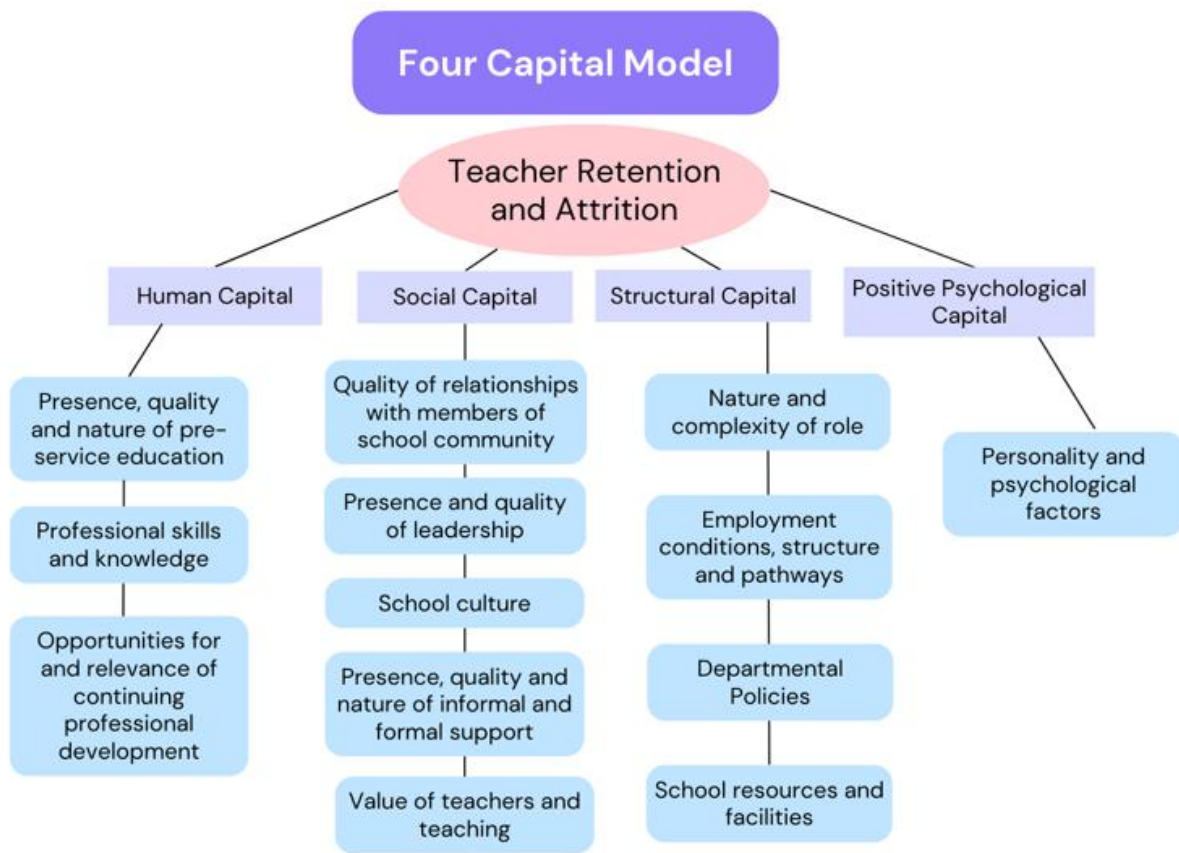 Four Capital Model
Teacher Retention
and Attrition
Human Capital
Presence, quality
and nature of pre-
service education
Professional skills
and knowledge
Opportunities for
and relevance of
continuing
professional
development
Social Capital
Quality of relationships
with members of
school community
Presence and quality
of leadership
School culture
Presence, quality and
nature of informal and
formal support
Value of teachers and
teaching
Structural Capital
Nature and
complexity of role
Employment
conditions, structure
and pathways
Departmental
Policies
School resources and
facilities
Positive Psychological
Capital
Personality and
psychological
factors